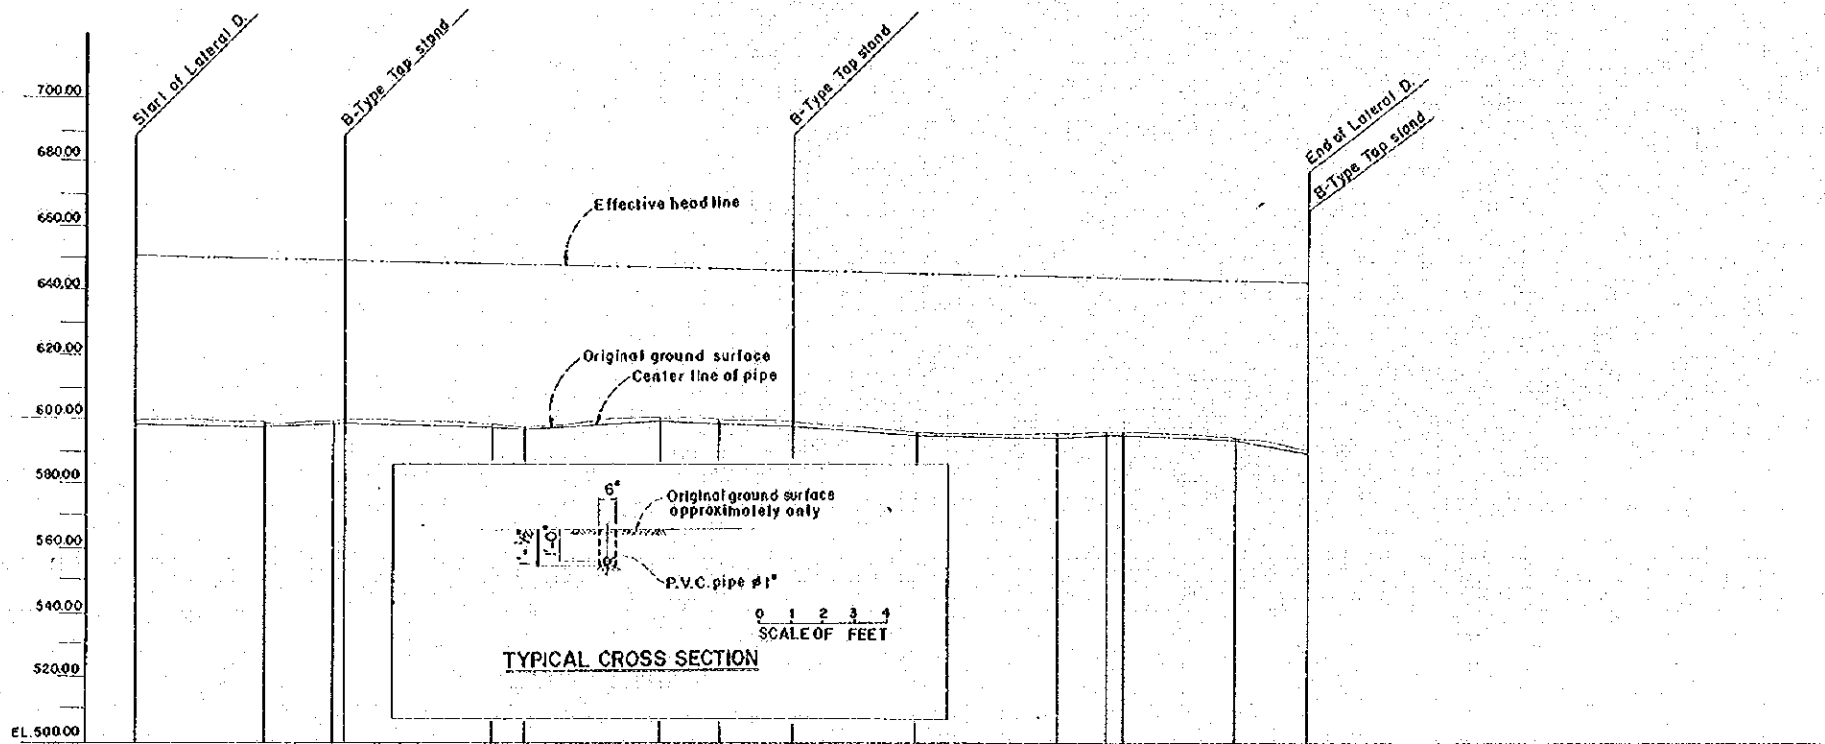 Start of Lateral D.
B-Type Tap stand
B-Type Tap stand
End of Lateral D.
B-Type Tap stand
700.00
680.00
660.00
640.00
620.00
600.00
580.00
560.00
540.00
520.00
EL.500.00
Effective head line
Original ground surface
Center line of pipe
6"
Original ground surface
approximately only
1'-0"
P.V.C. pipe ø1"
0 1 2 3 4
SCALE OF FEET
TYPICAL CROSS SECTION